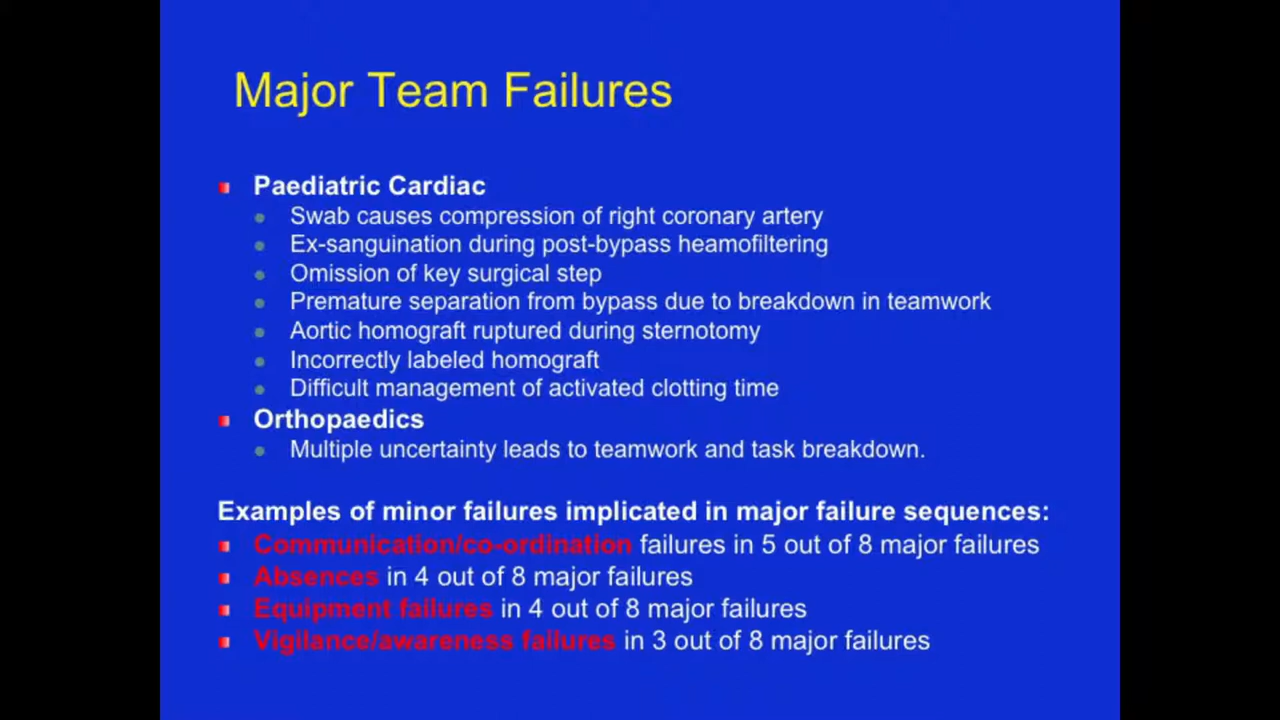 Major Team Failures
Paediatric Cardiac
Swab causes compression of right coronary artery
Ex-sanguination during post-bypass heamofiltering
Omission of key surgical step
Premature separation from bypass due to breakdown in teamwork
Aortic homograft ruptured during sternotomy
Incorrectly labeled homograft
Difficult management of activated clotting time
Orthopaedics
Multiple uncertainty leads to teamwork and task breakdown.
Examples of minor failures implicated in major failure sequences:
Communication/co-ordination failures in 5 out of 8 major failures
Absences in 4 out of 8 major failures
Equipment failures in 4 out of 8 major failures
Vigilance/awareness failures in 3 out of 8 major failures